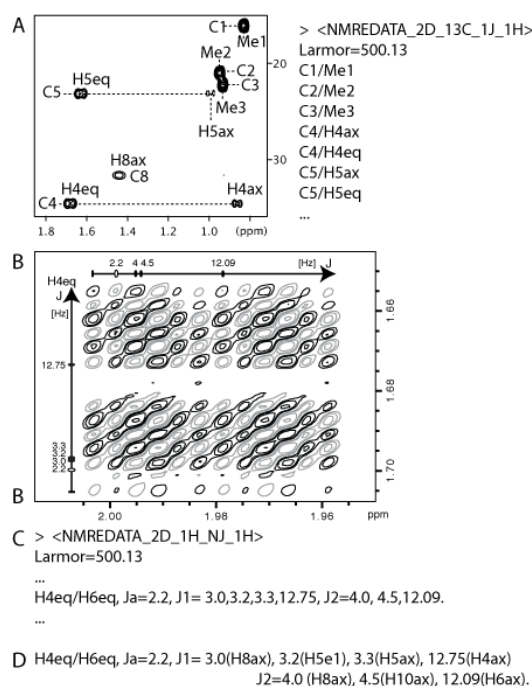 A
C1
Me1
Me2
C2
C3
Me3
H5eq
C5
H5ax
H8ax
C8
H4eq
C4
H4ax
20
30
1.8 1.6 1.4 1.2 1.0 (ppm)
> <NMREDATA_2D_13C_1J_1H>
Larmor=500.13
C1/Me1
C2/Me2
C3/Me3
C4/H4ax
C4/H4eq
C5/H5ax
C5/H5eq
...
B
2.2 4 4.5 12.09 [Hz] J
H4eq
J
[Hz]
12.75
1.66
1.68
1.70
B
2.00 1.98 1.96 ppm
C > <NMREDATA_2D_1H_NJ_1H>
Larmor=500.13
...
H4eq/H6eq, Ja=2.2, J1= 3.0,3.2,3.3,12.75, J2=4.0, 4.5,12.09.
...
D H4eq/H6eq, Ja=2.2, J1= 3.0(H8ax), 3.2(H5e1), 3.3(H5ax), 12.75(H4ax)
J2=4.0 (H8ax), 4.5(H10ax), 12.09(H6ax).